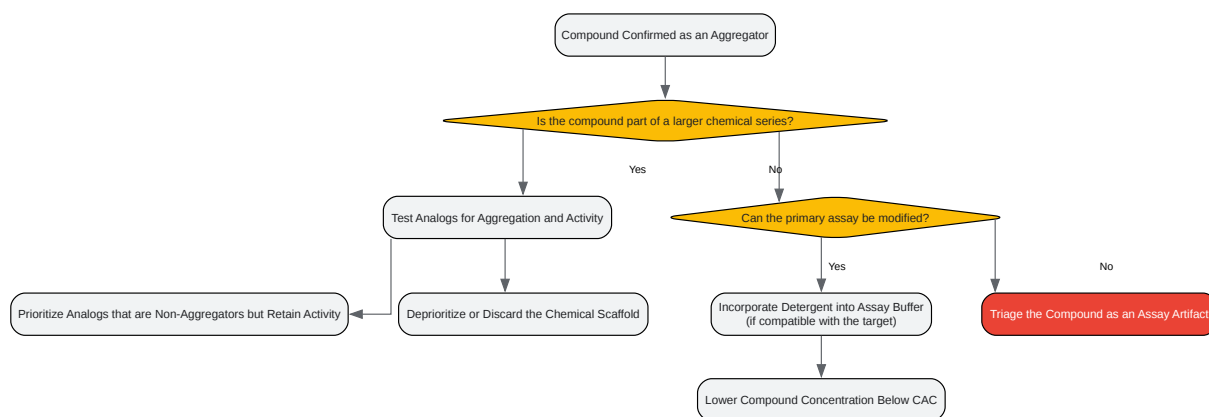 Compound Confirmed as an Aggregator
Is the compound part of a larger chemical series?
Yes
No
Test Analogs for Aggregation and Activity
Can the primary assay be modified?
Yes
No
Prioritize Analogs that are Non-Aggregators but Retain Activity
Deprioritize or Discard the Chemical Scaffold
Incorporate Detergent into Assay Buffer
(if compatible with the target)
Triage the Compound as an Assay Artifact
Lower Compound Concentration Below CAC